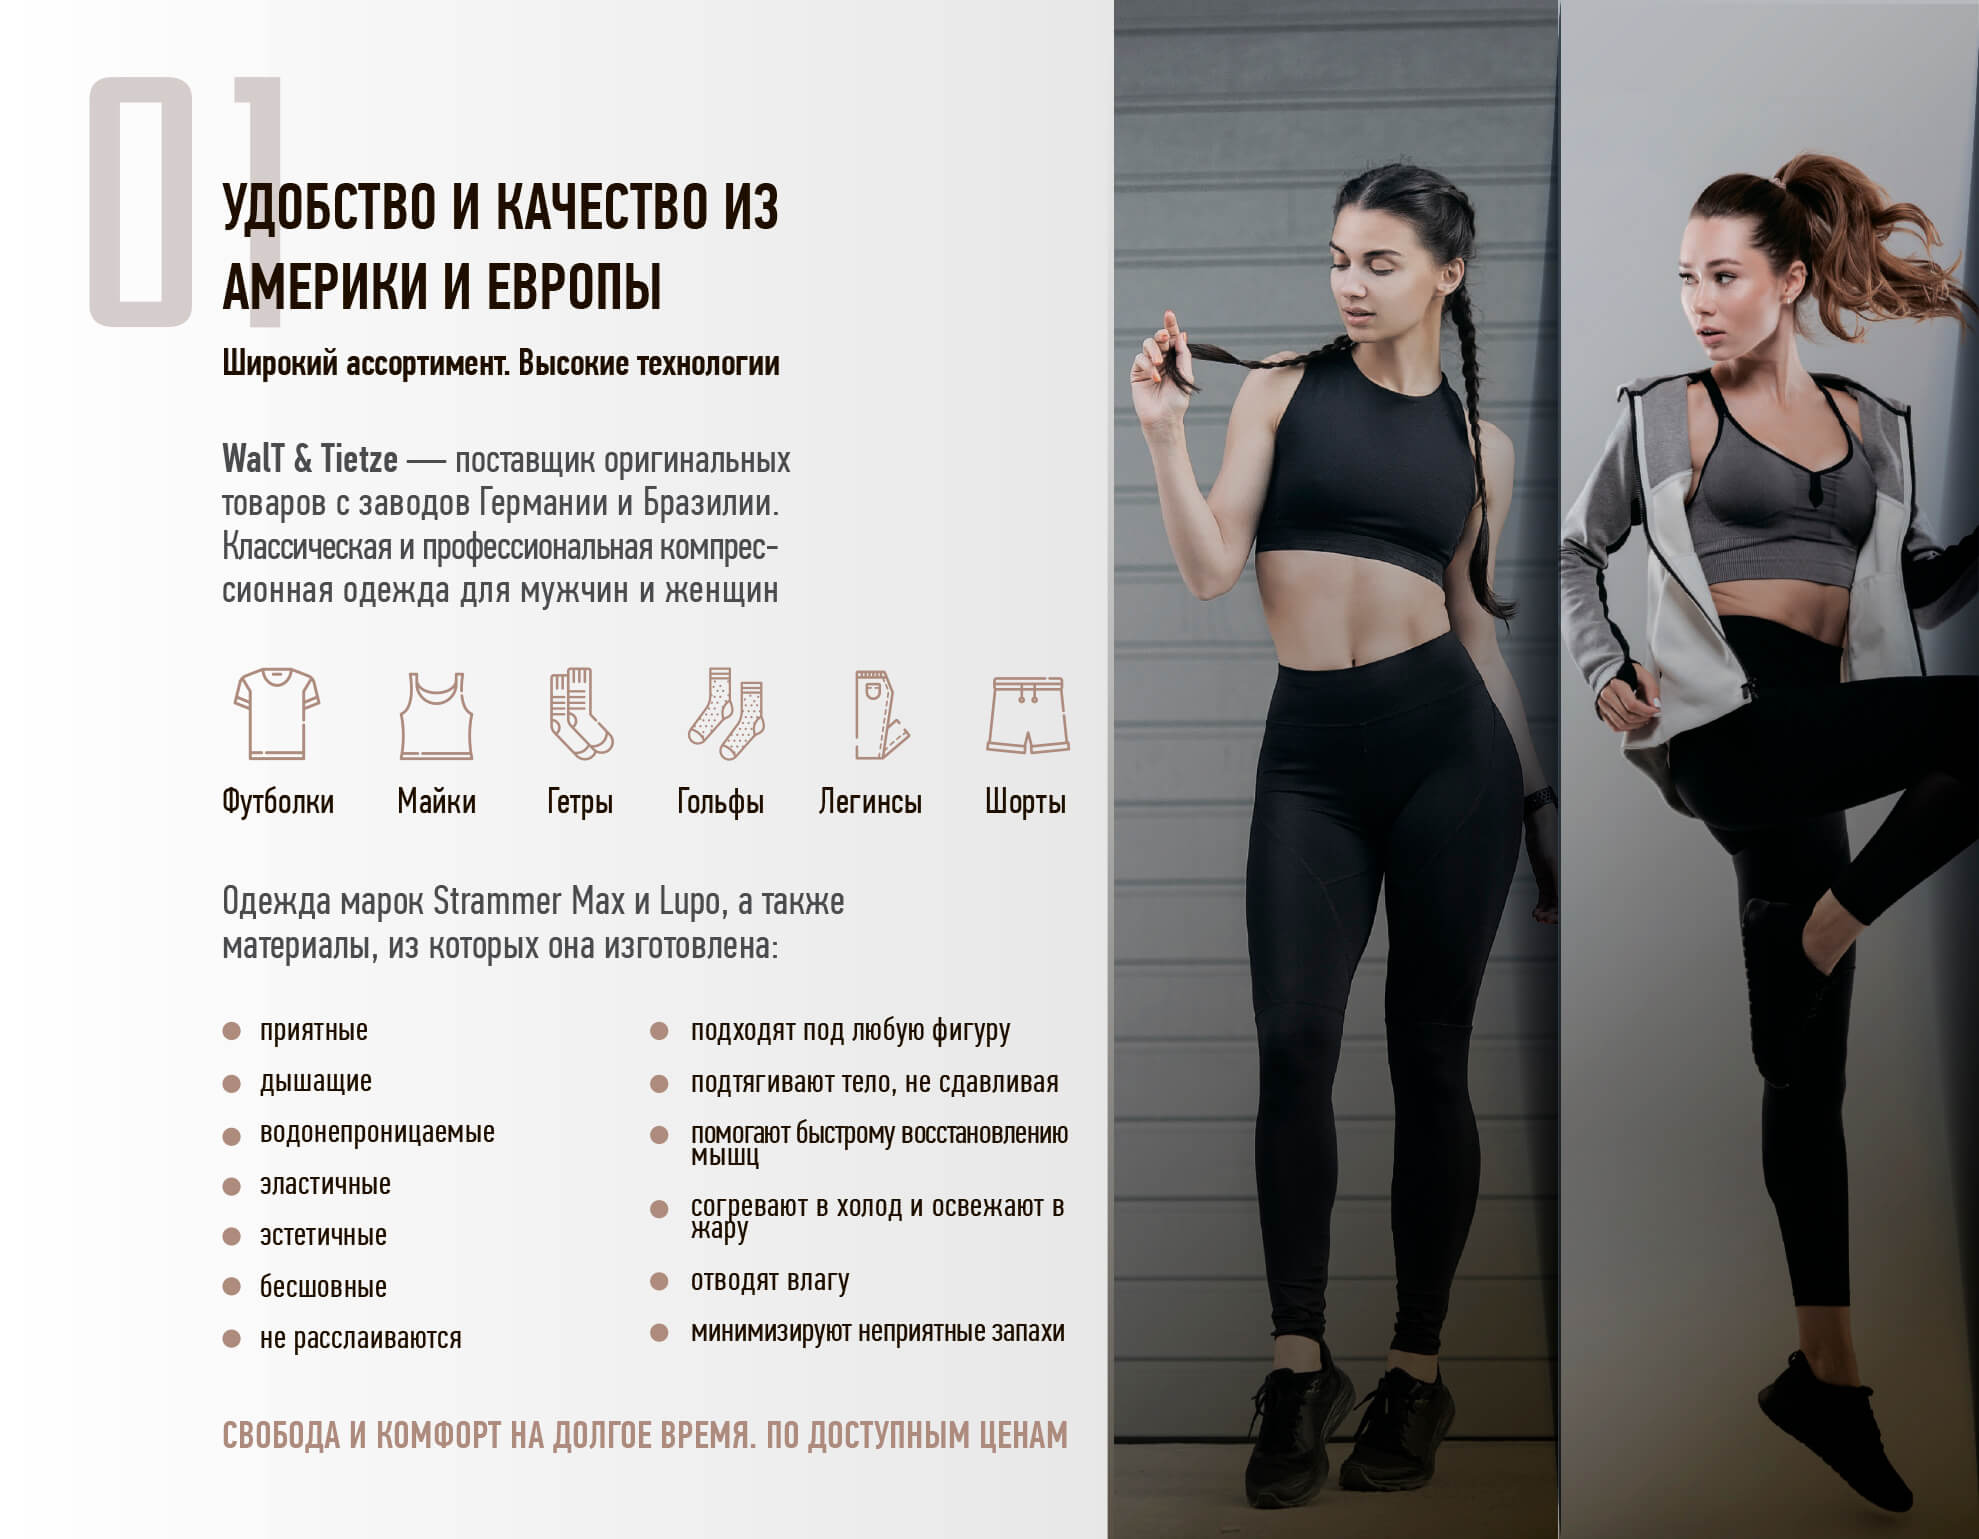 01
УДОБСТВО И КАЧЕСТВО ИЗ
АМЕРИКИ И ЕВРОПЫ
Широкий ассортимент. Высокие технологии
WalT & Tietze — поставщик оригинальных
товаров с заводов Германии и Бразилии.
Классическая и профессиональная компрес-
сионная одежда для мужчин и женщин
Футболки Майки Гетры Гольфы Легинсы Шорты
Одежда марок Strammer Max и Lupo, а также
материалы, из которых она изготовлена:
приятные
дышащие
водонепроницаемые
эластичные
эстетичные
бесшовные
не расслаиваются
подходят под любую фигуру
подтягивают тело, не сдавливая
помогают быстрому восстановлению
мышц
согревают в холод и освежают в
жару
отводят влагу
минимизируют неприятные запахи
СВОБОДА И КОМФОРТ НА ДОЛГОЕ ВРЕМЯ. ПО ДОСТУПНЫМ ЦЕНАМ